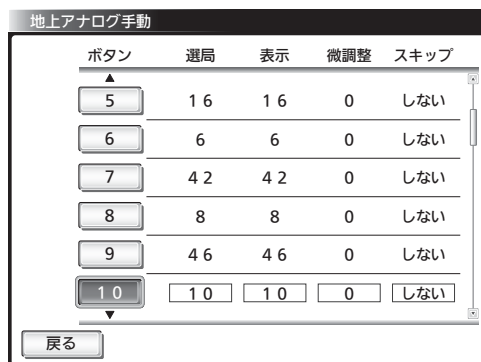 地上アナログ手動
ボタン 選局 表示 微調整 スキップ
5 16 16 0 しない
6 6 6 0 しない
7 42 42 0 しない
8 8 8 0 しない
9 46 46 0 しない
10 10 10 0 しない
戻る